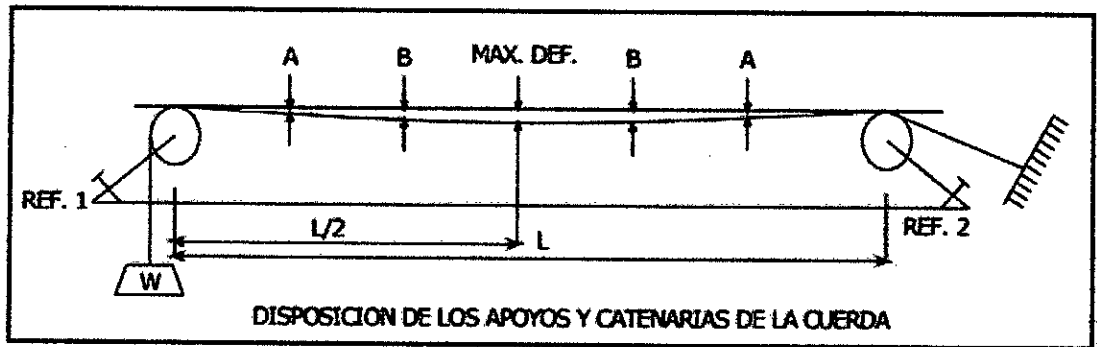 A B MAX. DEF. B A
REF. 1
REF. 2
L/2
L
W
DISPOSICION DE LOS APOYOS Y CATENARIAS DE LA CUERDA